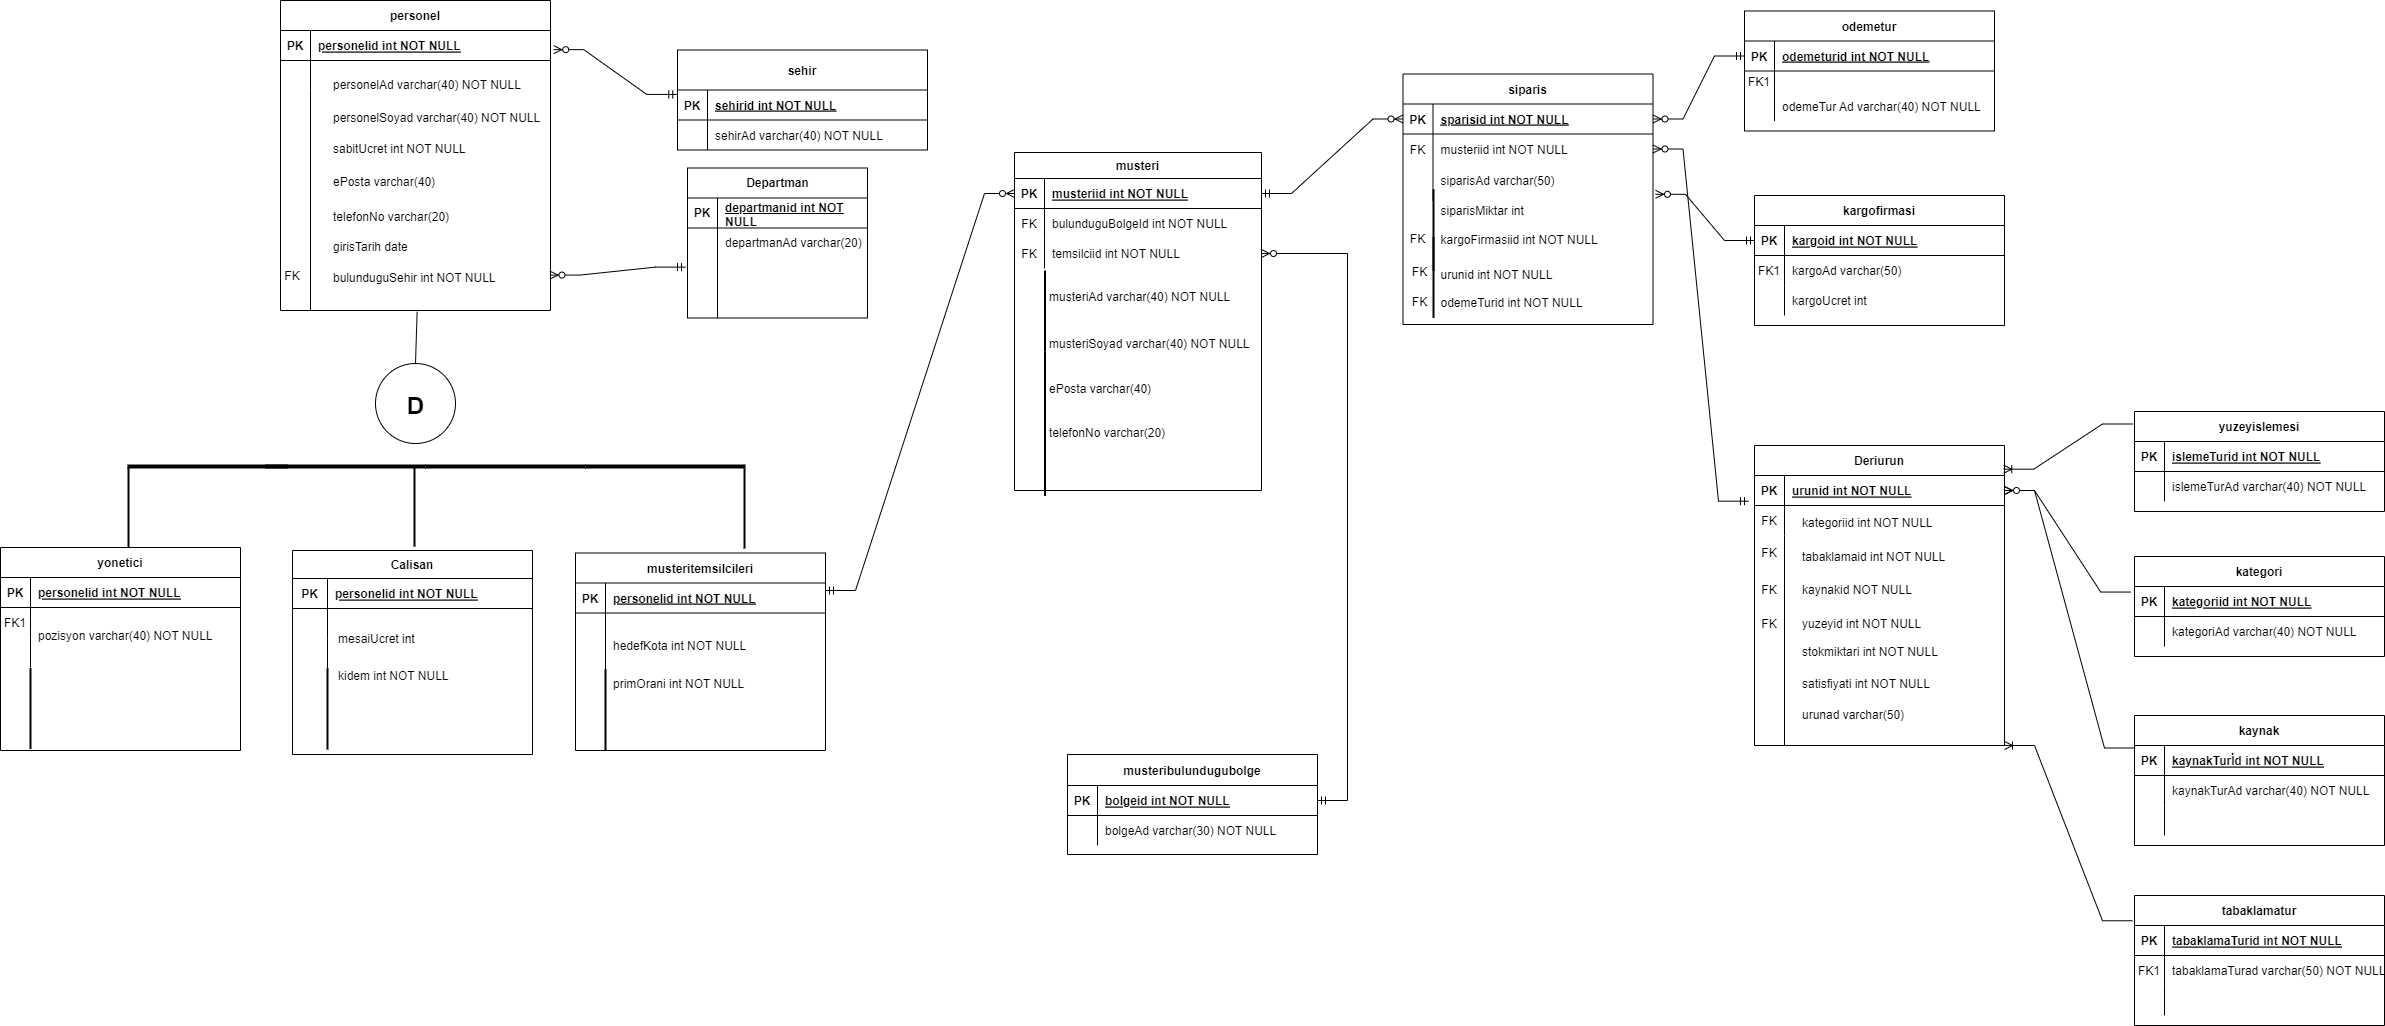 personel
PK personelid int NOT NULL
personelAd varchar(40) NOT NULL
personelSoyad varchar(40) NOT NULL
sabitUcret int NOT NULL
ePosta varchar(40)
telefonNo varchar(20)
girisTarih date
FK bulunduguSehir int NOT NULL
sehir
PK sehirid int NOT NULL
sehirAd varchar(40) NOT NULL
Departman
PK departmanid int NOT
NULL
departmanAd varchar(20)
D
yonetici
PK personelid int NOT NULL
FK1
pozisyon varchar(40) NOT NULL
Calisan
PK personelid int NOT NULL
mesaiUcret int
kidem int NOT NULL
musteritemsilcileri
PK personelid int NOT NULL
hedefKota int NOT NULL
primOrani int NOT NULL
musteri
PK musteriid int NOT NULL
FK bulunduguBolgeId int NOT NULL
FK temsilciid int NOT NULL
musteriAd varchar(40) NOT NULL
musteriSoyad varchar(40) NOT NULL
ePosta varchar(40)
telefonNo varchar(20)
musteribulundugubolge
PK bolgeid int NOT NULL
bolgeAd varchar(30) NOT NULL
siparis
PK sparisid int NOT NULL
FK musteriid int NOT NULL
siparisAd varchar(50)
siparisMiktar int
FK kargoFirmasiid int NOT NULL
FK urunid int NOT NULL
FK odemeTurid int NOT NULL
odemetur
PK odemeturid int NOT NULL
FK1
odemeTur Ad varchar(40) NOT NULL
kargofirmasi
PK kargoid int NOT NULL
FK1 kargoAd varchar(50)
kargoUcret int
Deriurun
PK urunid int NOT NULL
FK kategoriid int NOT NULL
FK tabaklamaid int NOT NULL
FK kaynakid NOT NULL
FK yuzeyid int NOT NULL
stokmiktari int NOT NULL
satisfiyati int NOT NULL
urunad varchar(50)
yuzeyislemesi
PK islemeTurid int NOT NULL
islemeTurAd varchar(40) NOT NULL
kategori
PK kategoriid int NOT NULL
kategoriAd varchar(40) NOT NULL
kaynak
PK kaynakTurid int NOT NULL
kaynakTurAd varchar(40) NOT NULL
tabaklamatur
PK tabaklamaTurid int NOT NULL
FK1 tabaklamaTurad varchar(50) NOT NULL